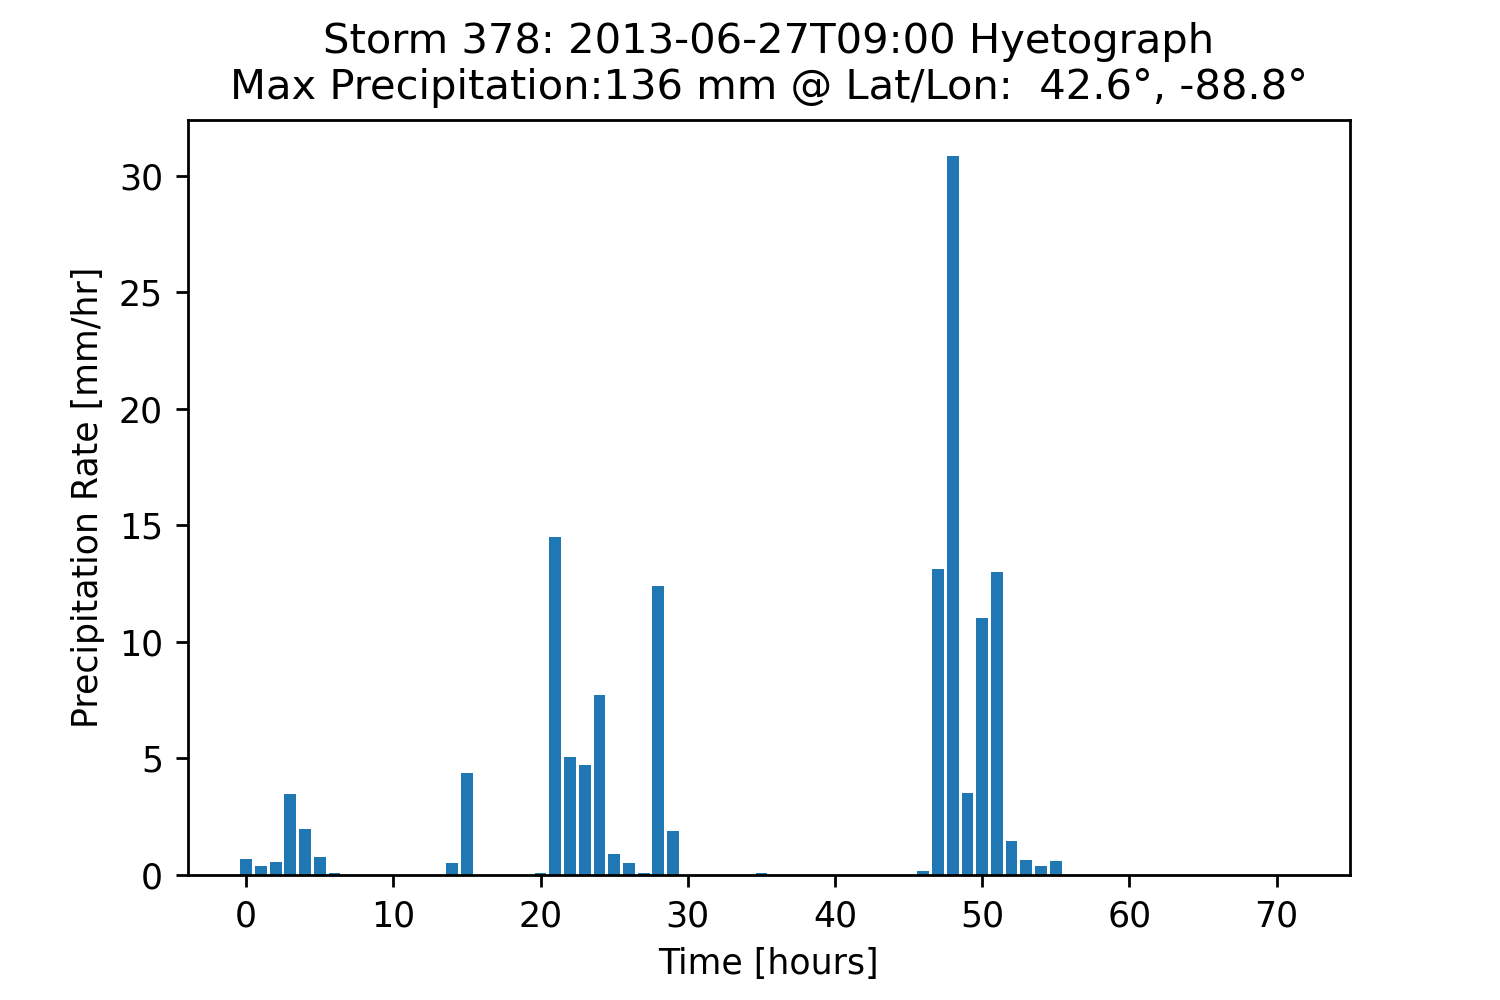 Storm 378: 2013-06-27T09:00 Hyetograph
Max Precipitation:136 mm @ Lat/Lon:  42.6°, -88.8°
Precipitation Rate [mm/hr]
30
25
20
15
10
5
0
0 10 20 30 40 50 60 70
Time [hours]